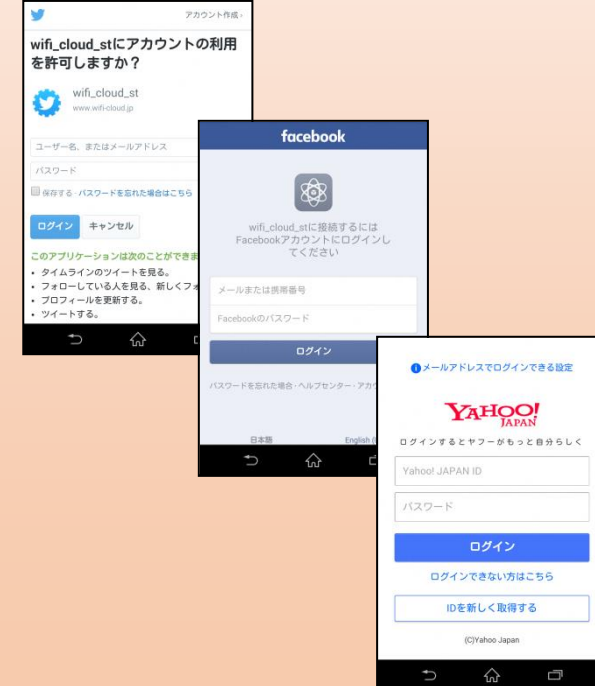 アカウント作成 ›
wifi_cloud_stにアカウントの利用
を許可しますか？
wifi_cloud_st
www.wifi-cloud.jp
ユーザー名、またはメールアドレス
パスワード
保存する · パスワードを忘れた場合はこちら
ログイン
キャンセル
このアプリケーションは次のことができま
• タイムラインのツイートを見る。
• フォローしている人を見る、新しくフォ
• プロフィールを更新する。
• ツイートする。
facebook
wifi_cloud_stに接続するには
Facebookアカウントにログインし
てください
メールまたは携帯番号
Facebookのパスワード
ログイン
パスワードを忘れた場合 · ヘルプセンター · アカウ
日本語
English
メールアドレスでログインできる設定
YAHOO!
JAPAN
ログインするとヤフーがもっと自分らしく
Yahoo! JAPAN ID
パスワード
ログイン
ログインできない方はこちら
IDを新しく取得する
(C)Yahoo Japan